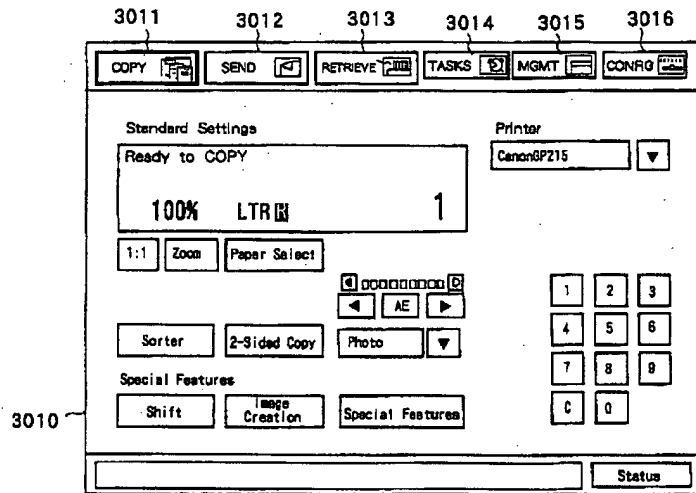 3011 3012 3013 3014 3015 3016
COPY SEND RETRIEVE TASKS MGMT CONFIG
Standard Settings Printer
Ready to COPY CanonGP215
100% LTR R 1
1:1 Zoom Paper Select
AE
1 2 3
Sorter 2-Sided Copy Photo 4 5 6
7 8 9
Special Features
3010 Shift Image Creation Special Features C 0
Status